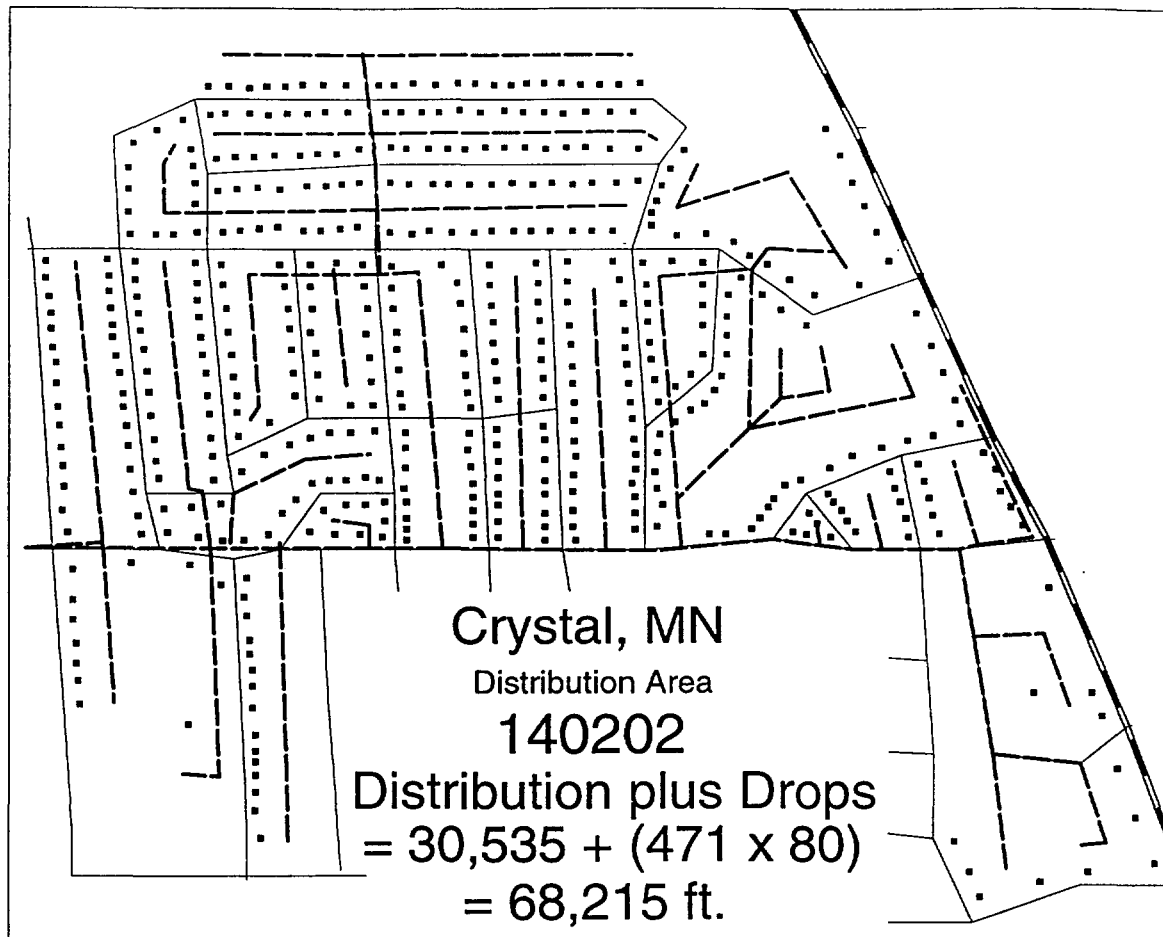 Crystal, MN
Distribution Area
140202
Distribution plus Drops
= 30,535 + (471 x 80)
= 68,215 ft.